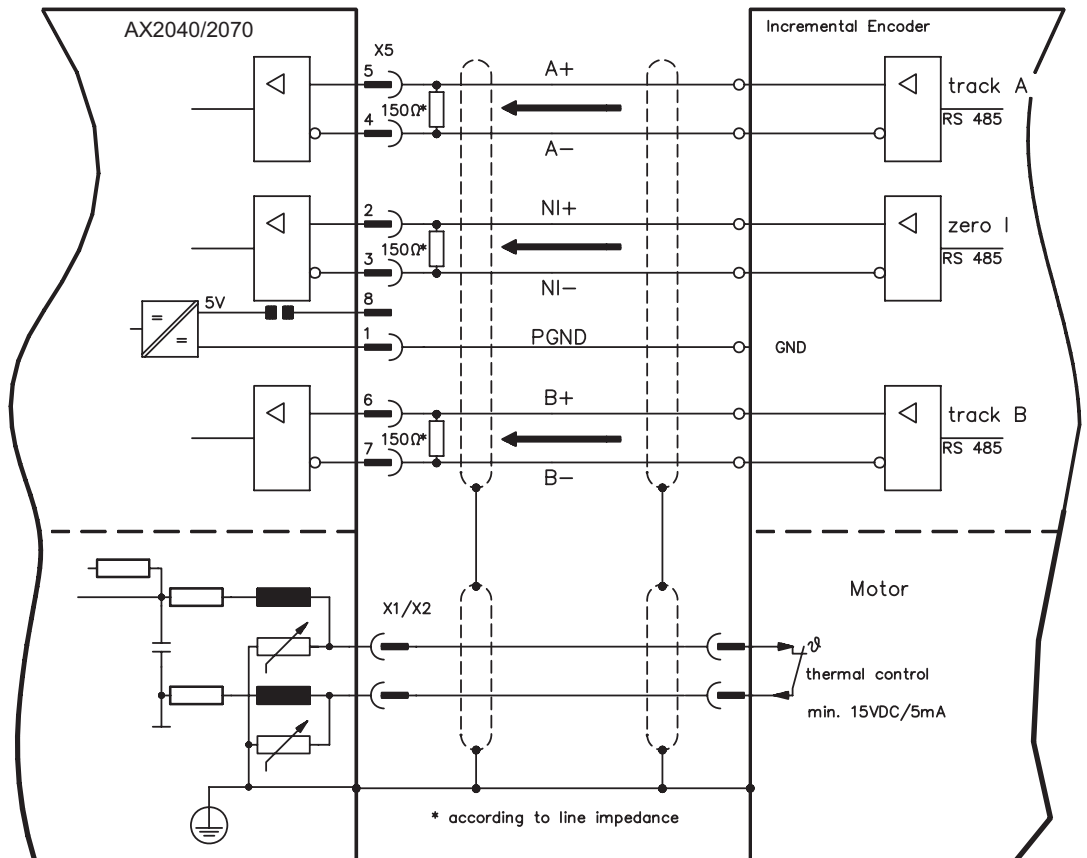 AX2040/2070
Incremental Encoder
X5
5
A+
track A
150Ω*
RS 485
4
A−
2
NI+
zero I
150Ω*
RS 485
3
NI−
5V
8
=
=
1
PGND
GND
6
B+
track B
150Ω*
RS 485
7
B−
Motor
X1/X2
ϑ
thermal control
min. 15VDC/5mA
* according to line impedance